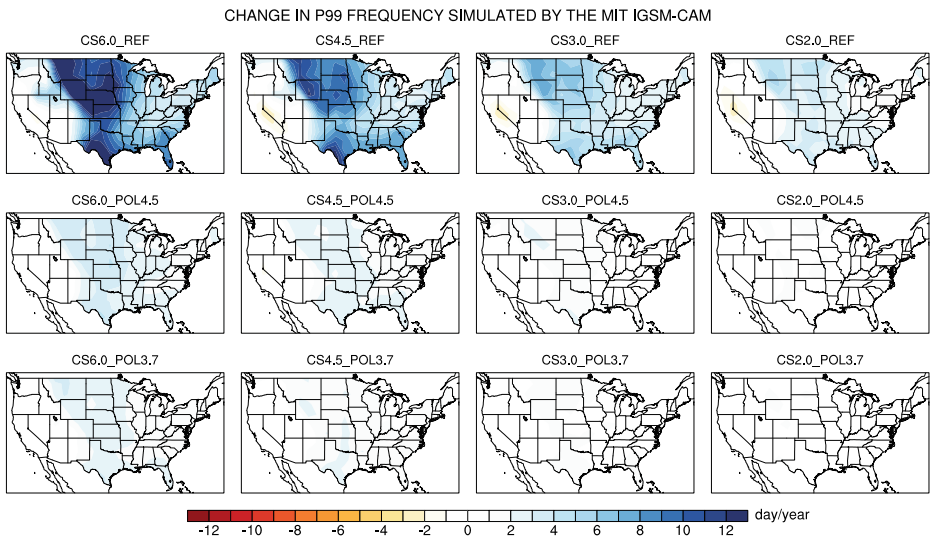 CHANGE IN P99 FREQUENCY SIMULATED BY THE MIT IGSM-CAM
CS6.0_REF CS4.5_REF CS3.0_REF CS2.0_REF
CS6.0_POL4.5 CS4.5_POL4.5 CS3.0_POL4.5 CS2.0_POL4.5
CS6.0_POL3.7 CS4.5_POL3.7 CS3.0_POL3.7 CS2.0_POL3.7
day/year
-12 -10 -8 -6 -4 -2 0 2 4 6 8 10 12